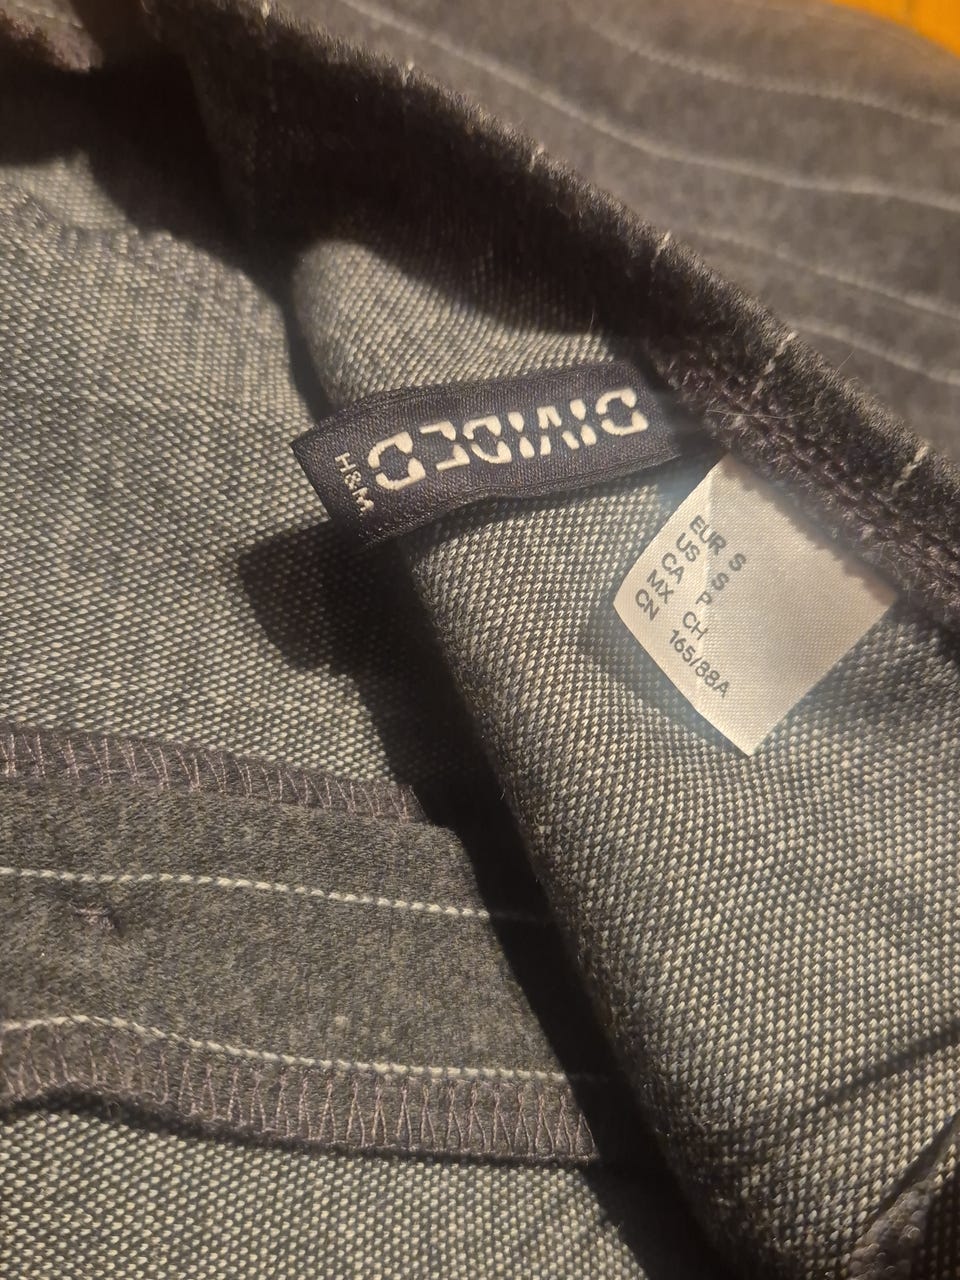 DIVIDED
H&M
EUR S
US S
CA P
MX CH
CN 165/88A